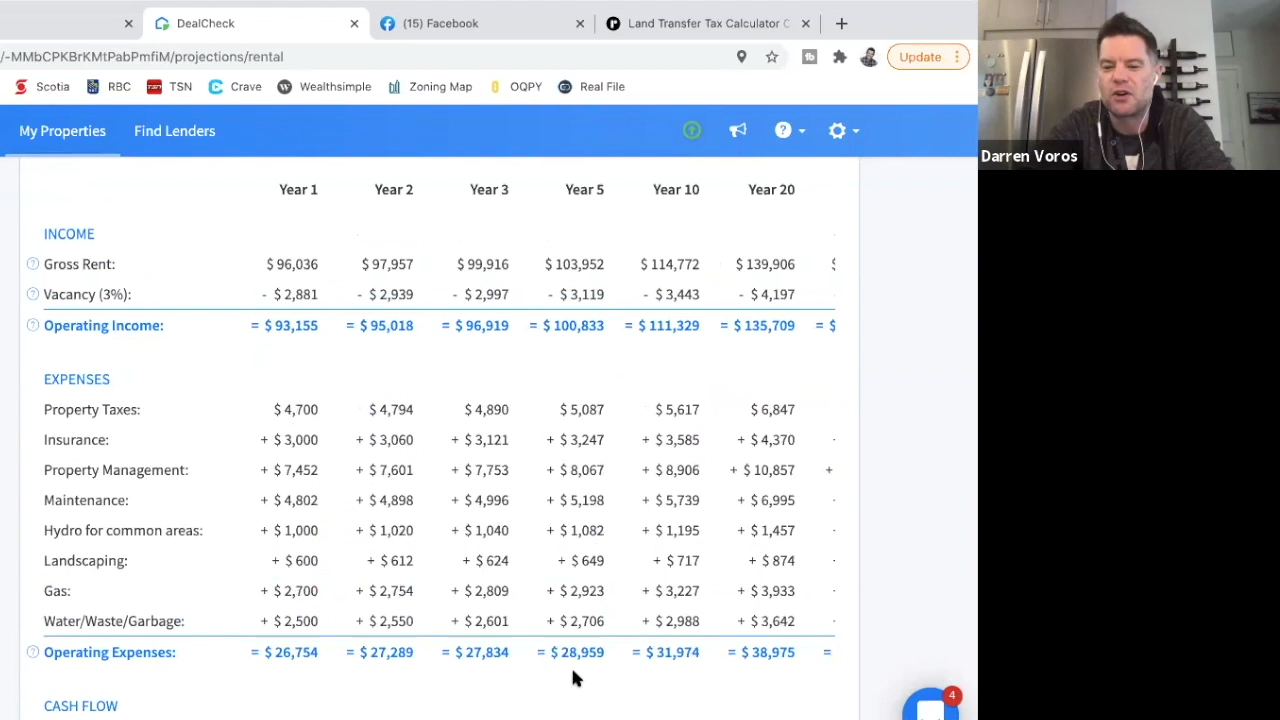 DealCheck
(15) Facebook
Land Transfer Tax Calculator C
/-MMbCPKBrKMtPabPmfiM/projections/rental
Update
Scotia RBC TSN Crave Wealthsimple Zoning Map OQPY Real File
My Properties Find Lenders
Darren Voros
Year 1 Year 2 Year 3 Year 5 Year 10 Year 20
INCOME
Gross Rent: $ 96,036 $ 97,957 $ 99,916 $ 103,952 $ 114,772 $ 139,906 $
Vacancy (3%): - $ 2,881 - $ 2,939 - $ 2,997 - $ 3,119 - $ 3,443 - $ 4,197
Operating Income: = $ 93,155 = $ 95,018 = $ 96,919 = $ 100,833 = $ 111,329 = $ 135,709 = $
EXPENSES
Property Taxes: $ 4,700 $ 4,794 $ 4,890 $ 5,087 $ 5,617 $ 6,847
Insurance: + $ 3,000 + $ 3,060 + $ 3,121 + $ 3,247 + $ 3,585 + $ 4,370
Property Management: + $ 7,452 + $ 7,601 + $ 7,753 + $ 8,067 + $ 8,906 + $ 10,857 +
Maintenance: + $ 4,802 + $ 4,898 + $ 4,996 + $ 5,198 + $ 5,739 + $ 6,995
Hydro for common areas: + $ 1,000 + $ 1,020 + $ 1,040 + $ 1,082 + $ 1,195 + $ 1,457
Landscaping: + $ 600 + $ 612 + $ 624 + $ 649 + $ 717 + $ 874
Gas: + $ 2,700 + $ 2,754 + $ 2,809 + $ 2,923 + $ 3,227 + $ 3,933
Water/Waste/Garbage: + $ 2,500 + $ 2,550 + $ 2,601 + $ 2,706 + $ 2,988 + $ 3,642
Operating Expenses: = $ 26,754 = $ 27,289 = $ 27,834 = $ 28,959 = $ 31,974 = $ 38,975 =
4
CASH FLOW